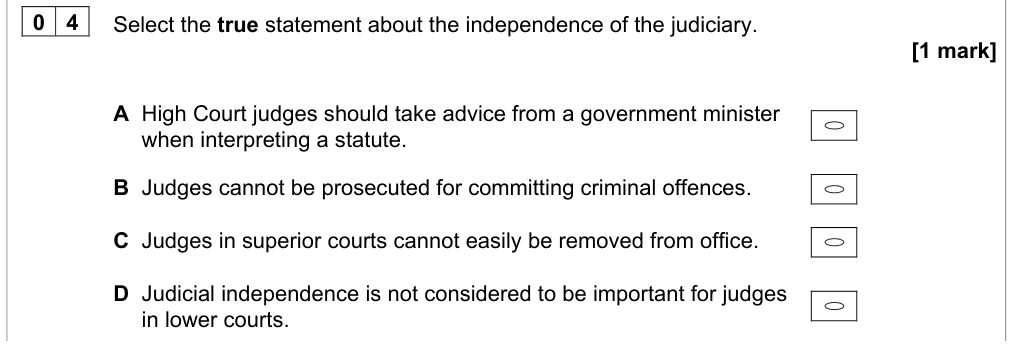 0 4 Select the true statement about the independence of the judiciary.
[1 mark]
A High Court judges should take advice from a government minister
when interpreting a statute.
B Judges cannot be prosecuted for committing criminal offences.
C Judges in superior courts cannot easily be removed from office.
D Judicial independence is not considered to be important for judges
in lower courts.